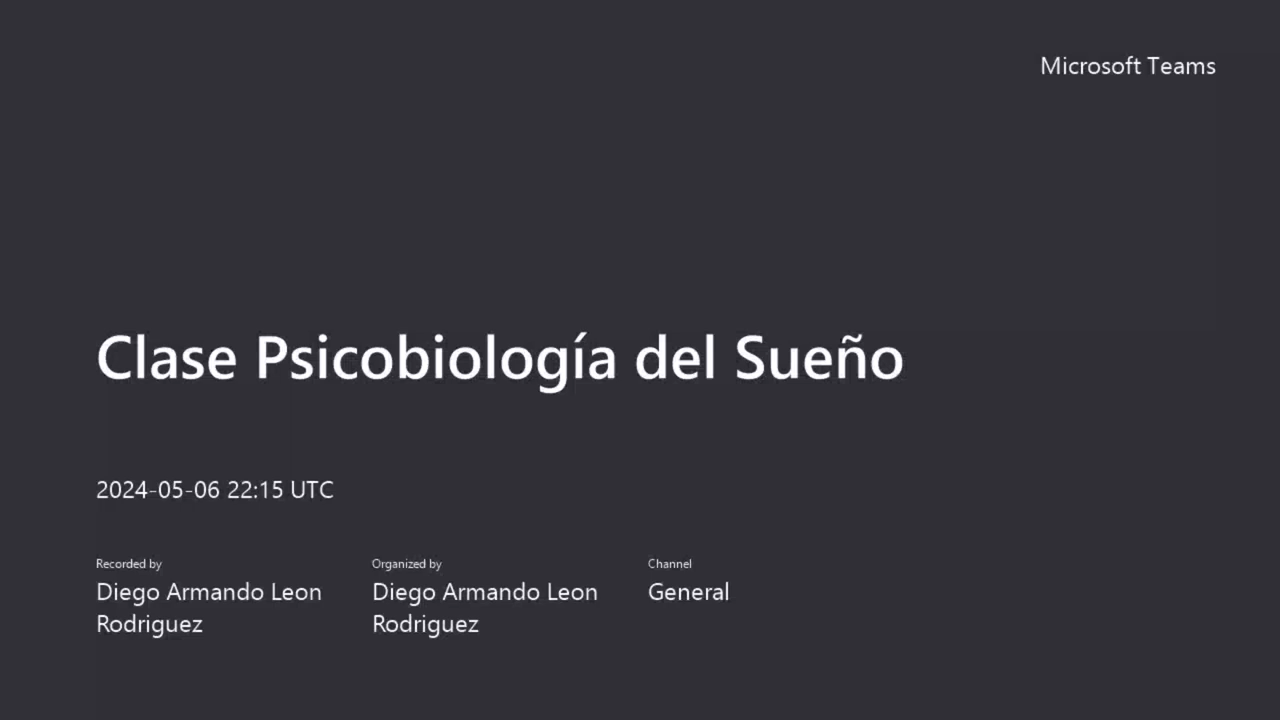 Microsoft Teams
Clase Psicobiología del Sueño
2024-05-06 22:15 UTC
Recorded by
Diego Armando Leon
Rodriguez
Organized by
Diego Armando Leon
Rodriguez
Channel
General